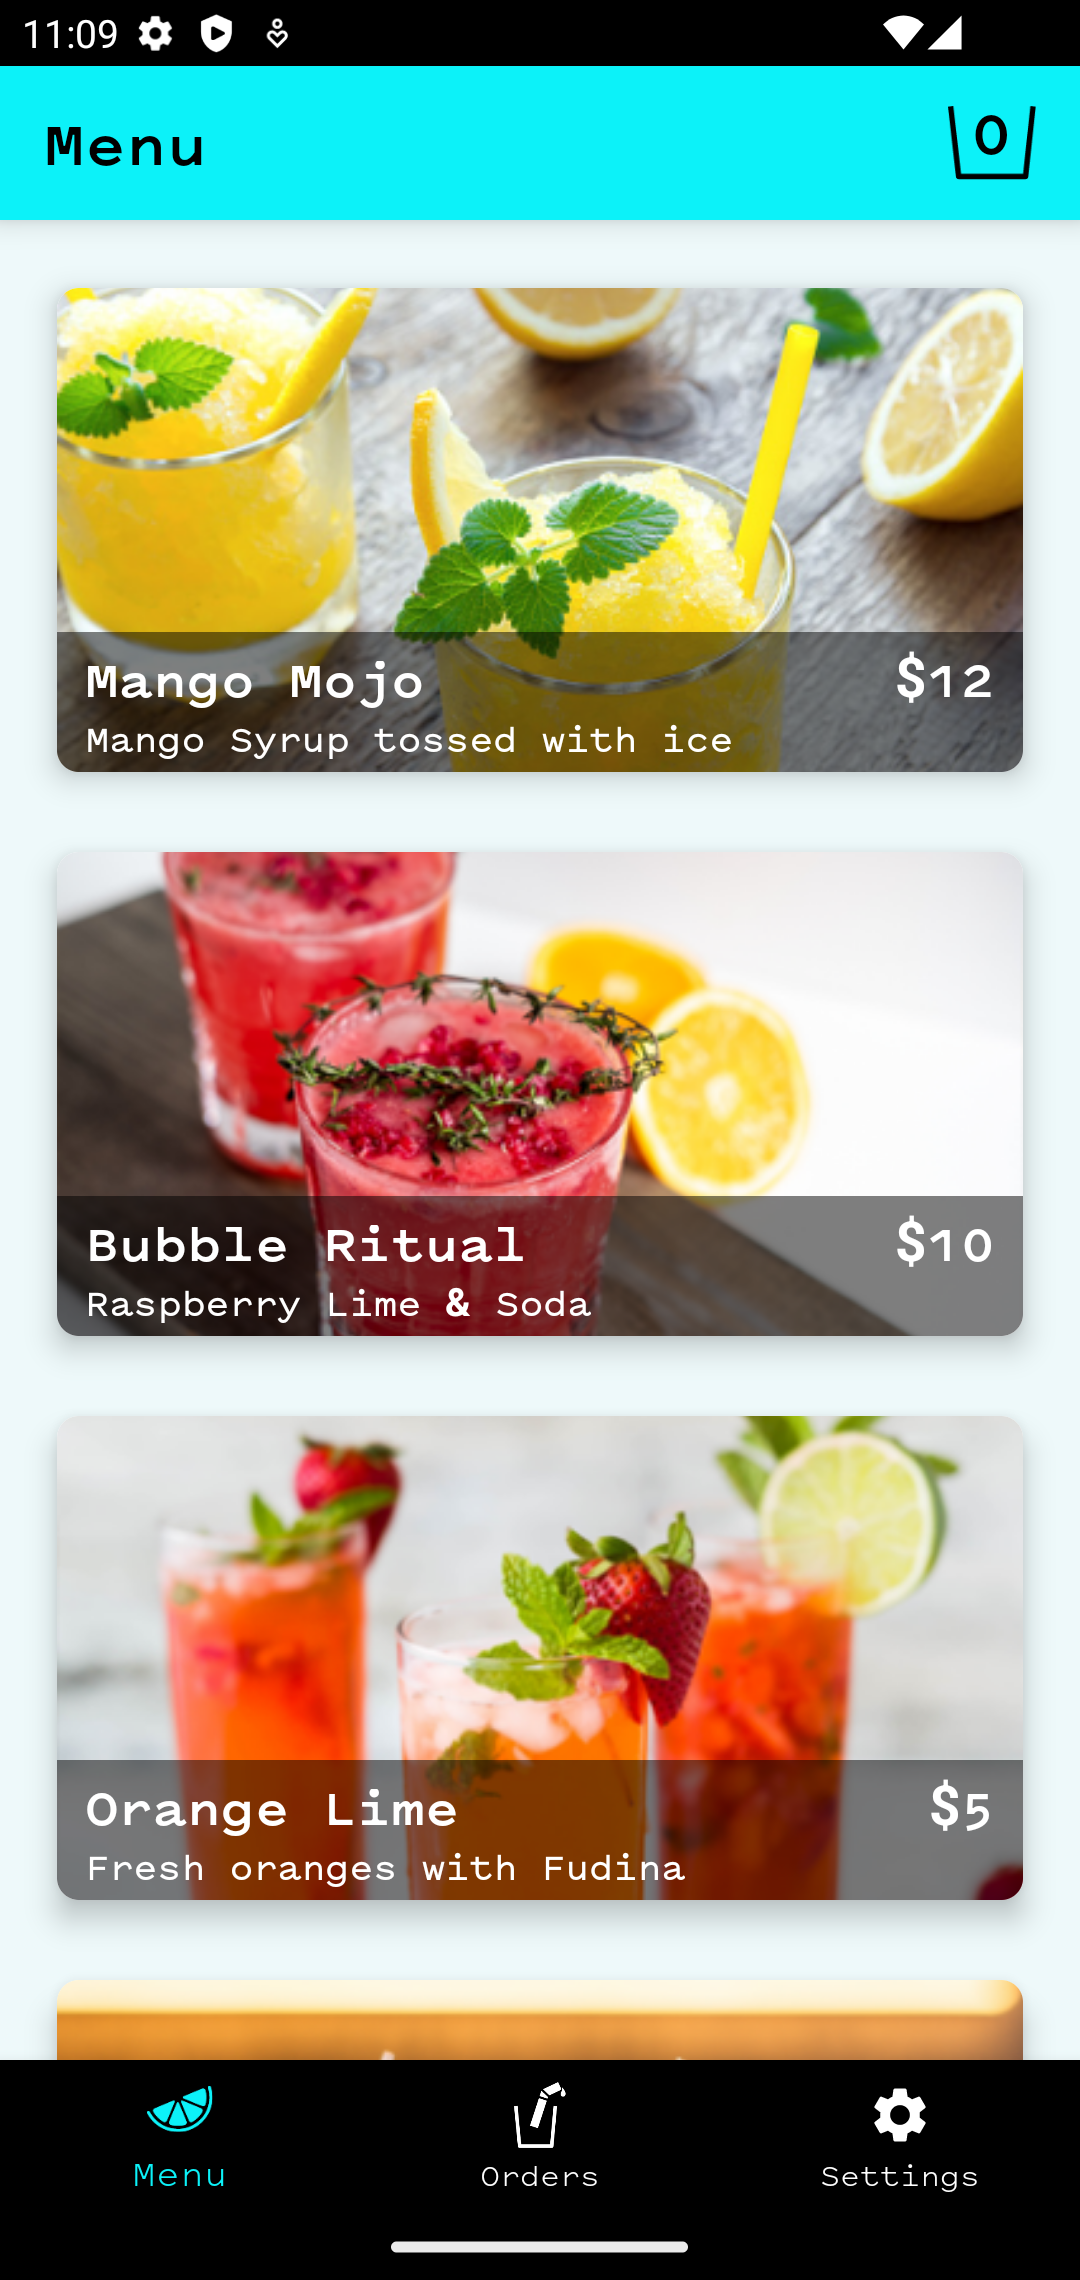 11:09
Menu
0
Mango Mojo
$12
Mango Syrup tossed with ice
Bubble Ritual
$10
Raspberry Lime & Soda
Orange Lime
$5
Fresh oranges with Fudina
Menu
Orders
Settings